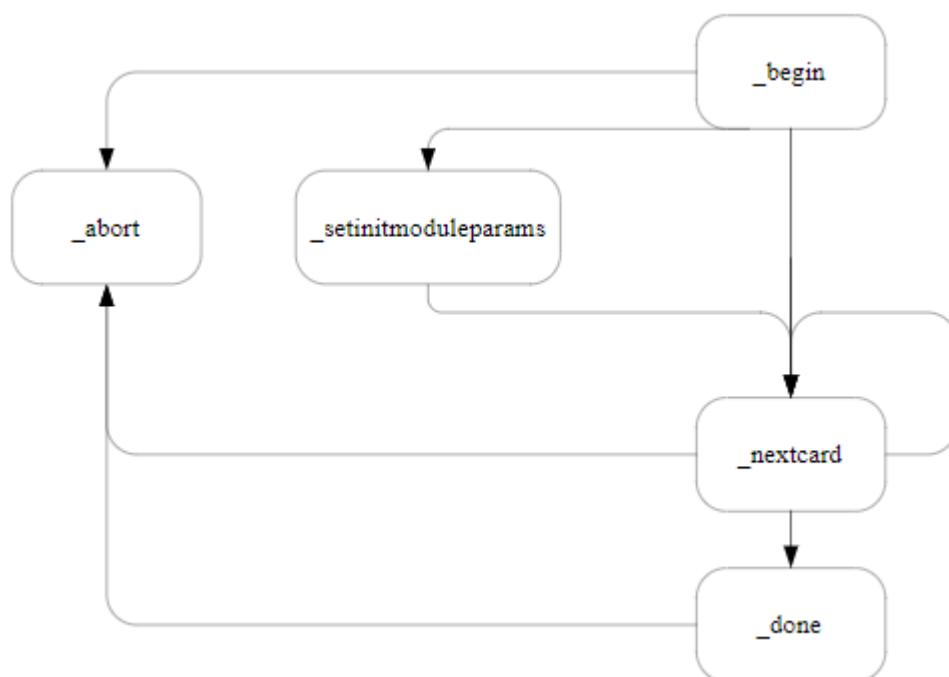 _begin
_abort
_setinitmoduleparams
_nextcard
_done